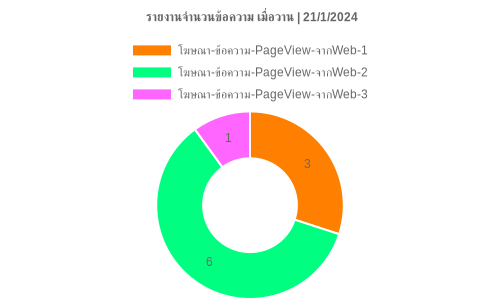 รายงานจำนวนข้อความ เมื่อวาน | 21/1/2024
โฆษณา-ข้อความ-PageView-จากWeb-1
โฆษณา-ข้อความ-PageView-จากWeb-2
โฆษณา-ข้อความ-PageView-จากWeb-3
1
3
6